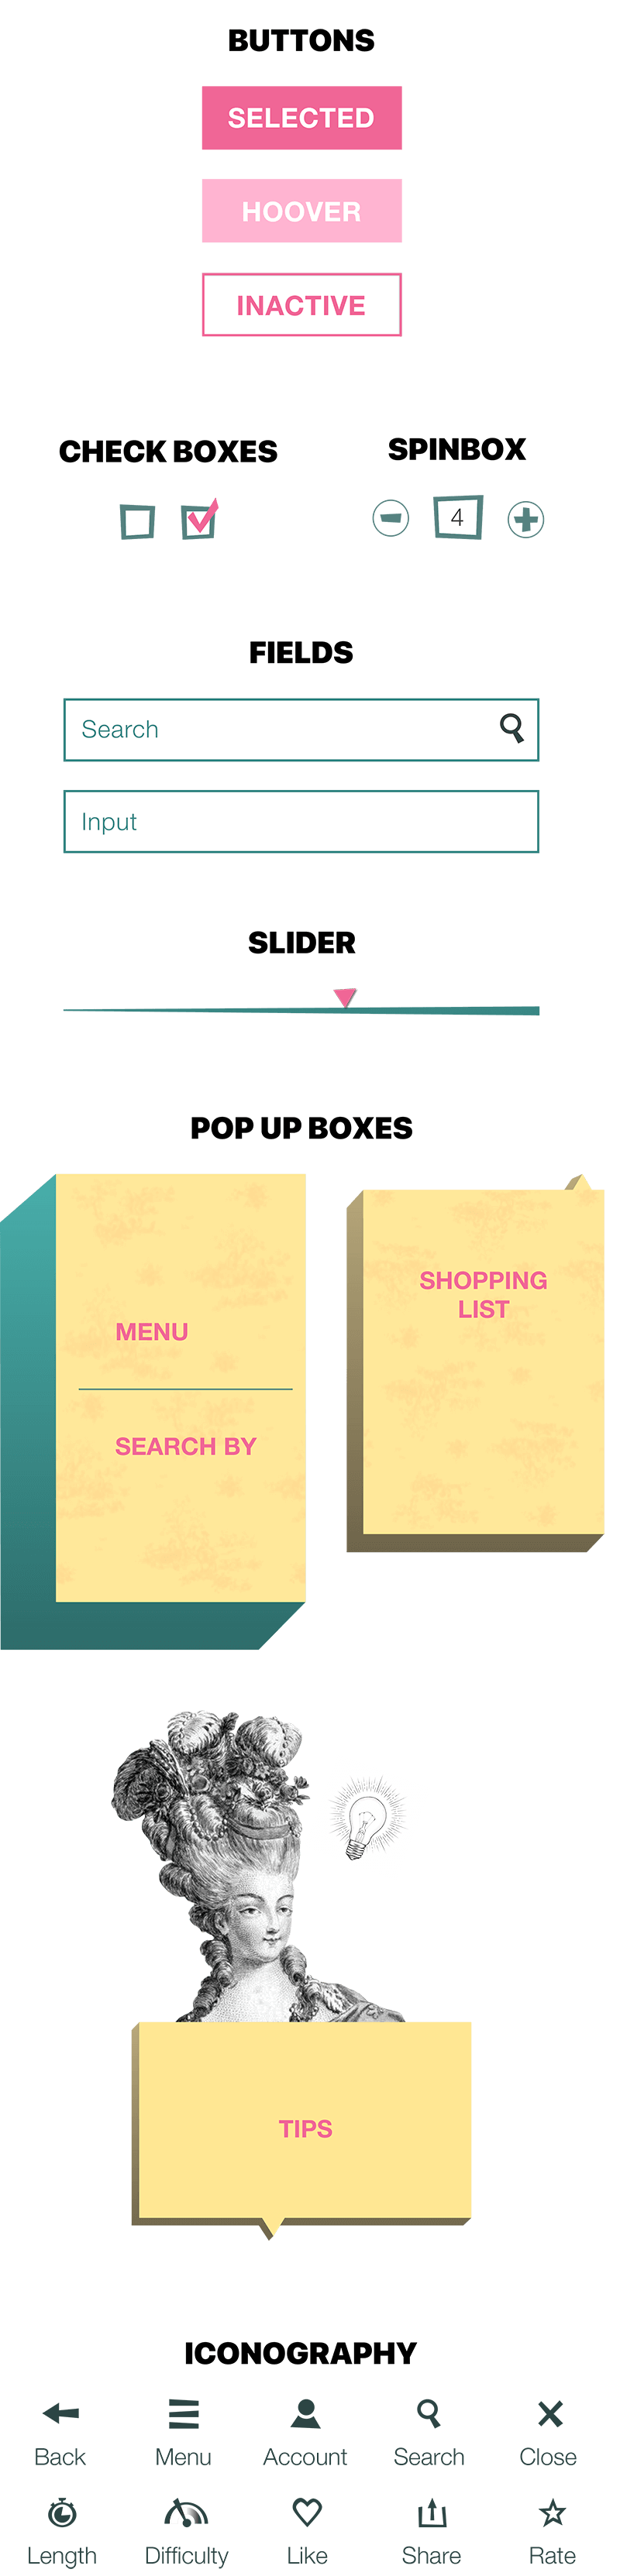 BUTTONS
SELECTED
HOOVER
INACTIVE
CHECK BOXES
SPINBOX
4
FIELDS
Search
Input
SLIDER
POP UP BOXES
MENU
SEARCH BY
SHOPPING
LIST
TIPS
ICONOGRAPHY
Back Menu Account Search Close
Length Difficulty Like Share Rate